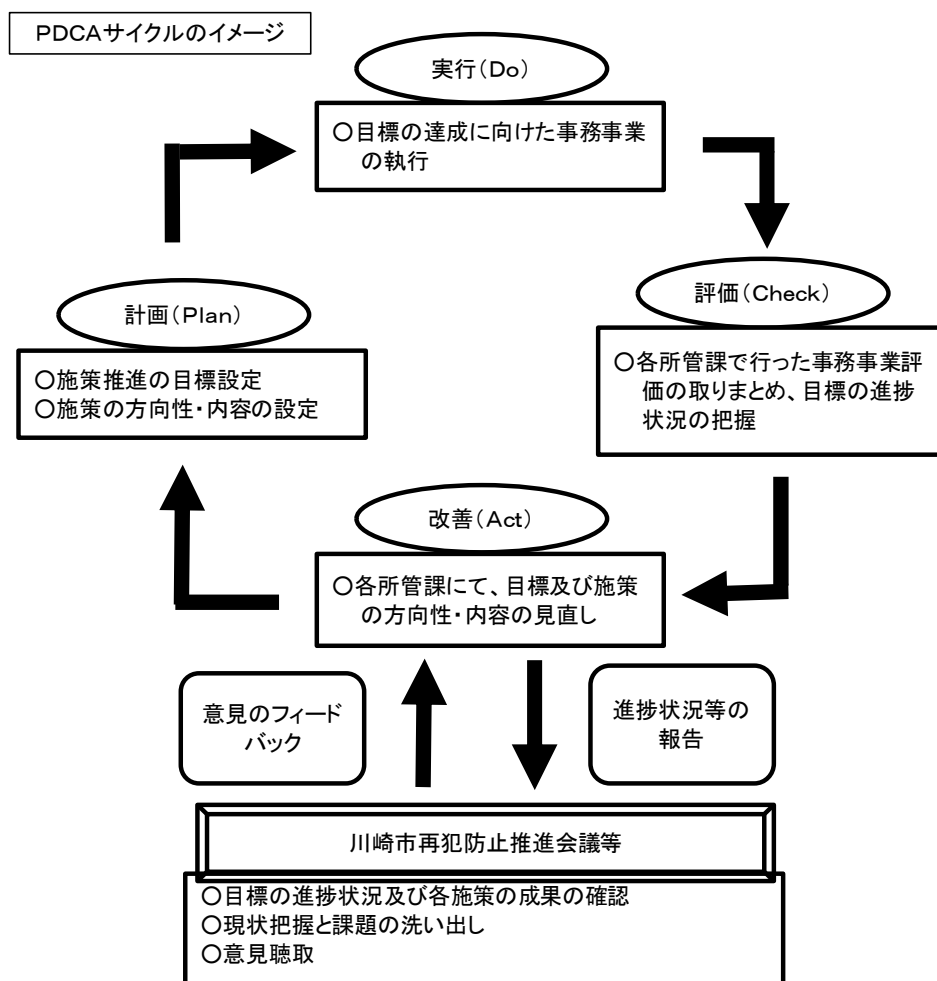 PDCAサイクルのイメージ
実行(Do)
○目標の達成に向けた事務事業
の執行
計画(Plan)
○施策推進の目標設定
○施策の方向性・内容の設定
評価(Check)
○各所管課で行った事務事業評
価の取りまとめ、目標の進捗
状況の把握
改善(Act)
○各所管課にて、目標及び施策
の方向性・内容の見直し
意見のフィード
バック
進捗状況等の
報告
川崎市再犯防止推進会議等
○目標の進捗状況及び各施策の成果の確認
○現状把握と課題の洗い出し
○意見聴取